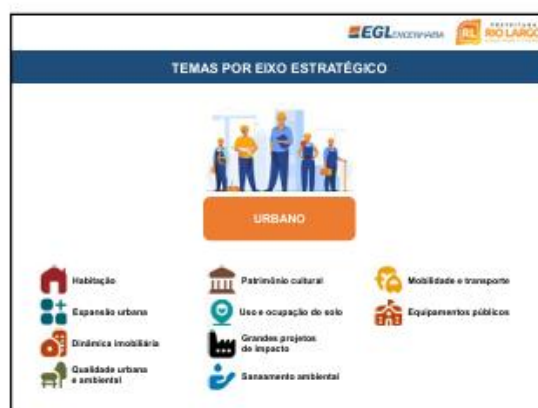 EGL ENGENHARIA
PREFEITURA
RL RIO LARGO
TEMAS POR EIXO ESTRATÉGICO
URBANO
Habitação
Expansão urbana
Dinâmica imobiliária
Qualidade urbana
e ambiental
Patrimônio cultural
Uso e ocupação do solo
Grandes projetos
de impacto
Saneamento ambiental
Mobilidade e transporte
Equipamentos públicos